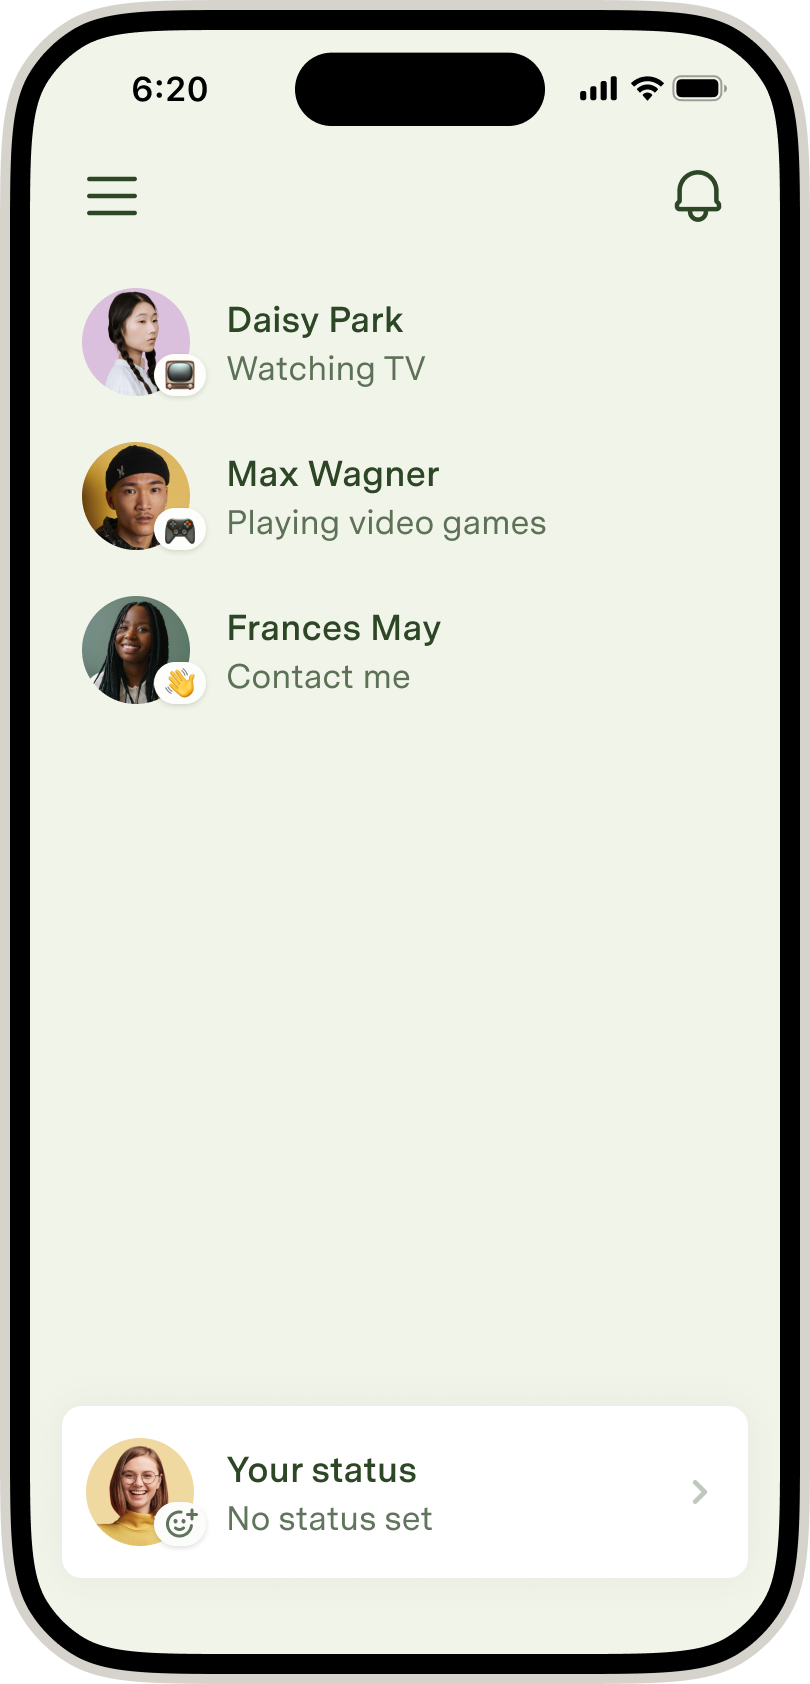 6:20
Daisy Park
Watching TV
Max Wagner
Playing video games
Frances May
Contact me
Your status
No status set